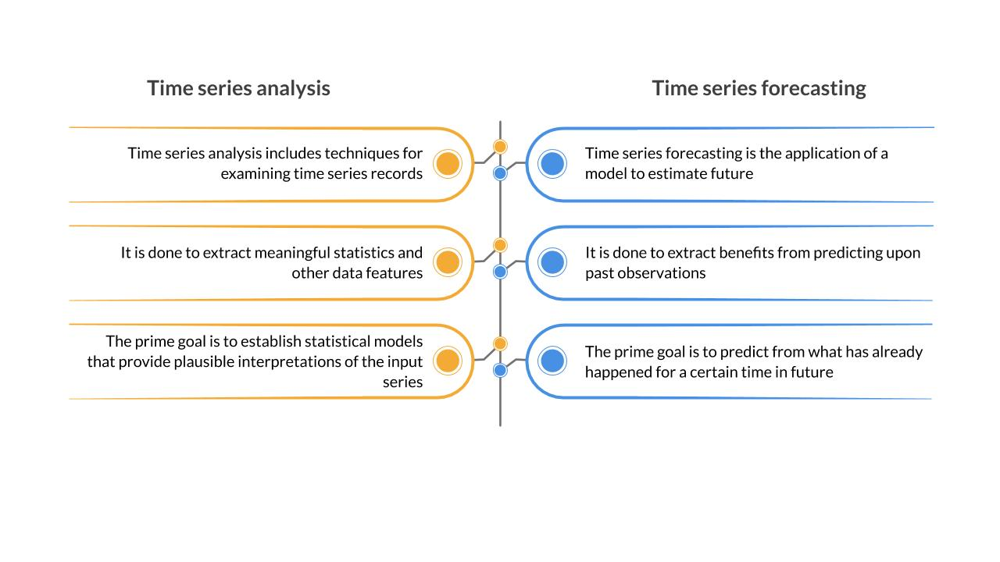 Time series analysis
Time series analysis includes techniques for
examining time series records
It is done to extract meaningful statistics and
other data features
The prime goal is to establish statistical models
that provide plausible interpretations of the input
series
Time series forecasting
Time series forecasting is the application of a
model to estimate future
It is done to extract benefits from predicting upon
past observations
The prime goal is to predict from what has already
happened for a certain time in future